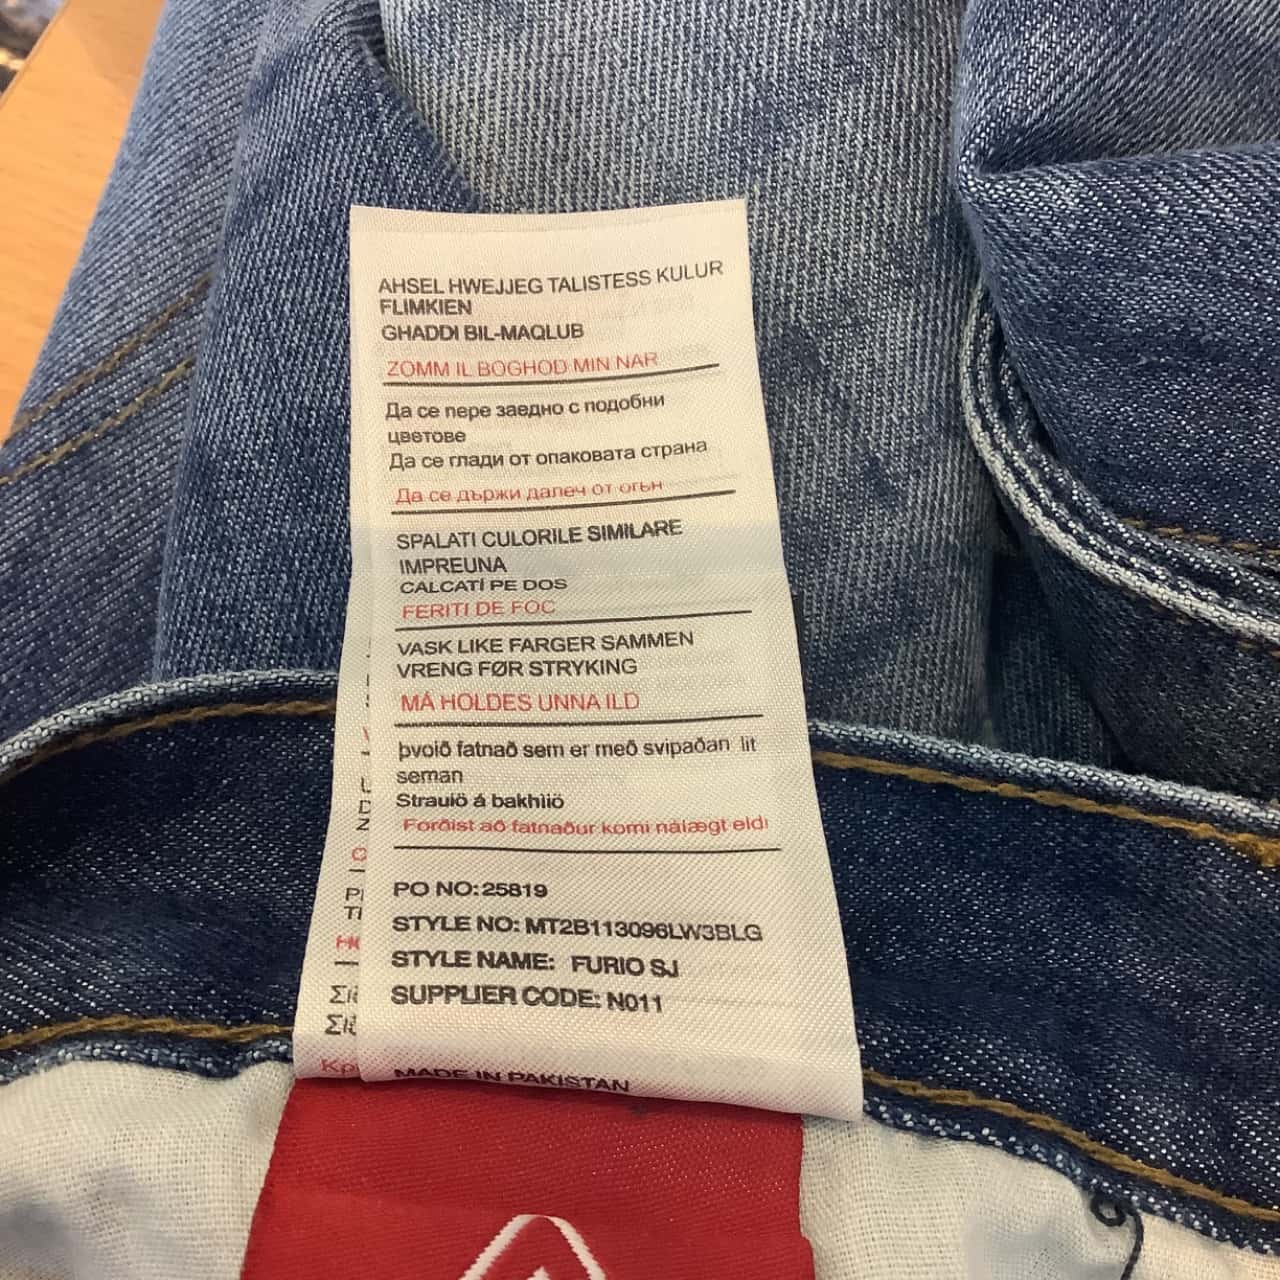 AHSEL HWEJJEG TALISTESS KULUR
FLIMKIEN
GHADDI BIL-MAQLUB
ZOMM IL BOGHOD MIN NAR
Да се пере заедно с подобни
цветове
Да се глади от опаковата страна
Да се държи далеч от огън
SPALATI CULORILE SIMILARE
IMPREUNA
CALCATÍ PE DOS
FERITI DE FOC
VASK LIKE FARGER SAMMEN
VRENG FØR STRYKING
MÁ HOLDES UNNA ILD
þvoið fatnað sem er með svipaðan lit
seman
Strauiö á bakhliö
Forðist að fatnaður komi nálægt eldi
PO NO: 25819
STYLE NO: MT2B113096LW3BLG
STYLE NAME: FURIO SJ
SUPPLIER CODE: N011
MADE IN PAKISTAN